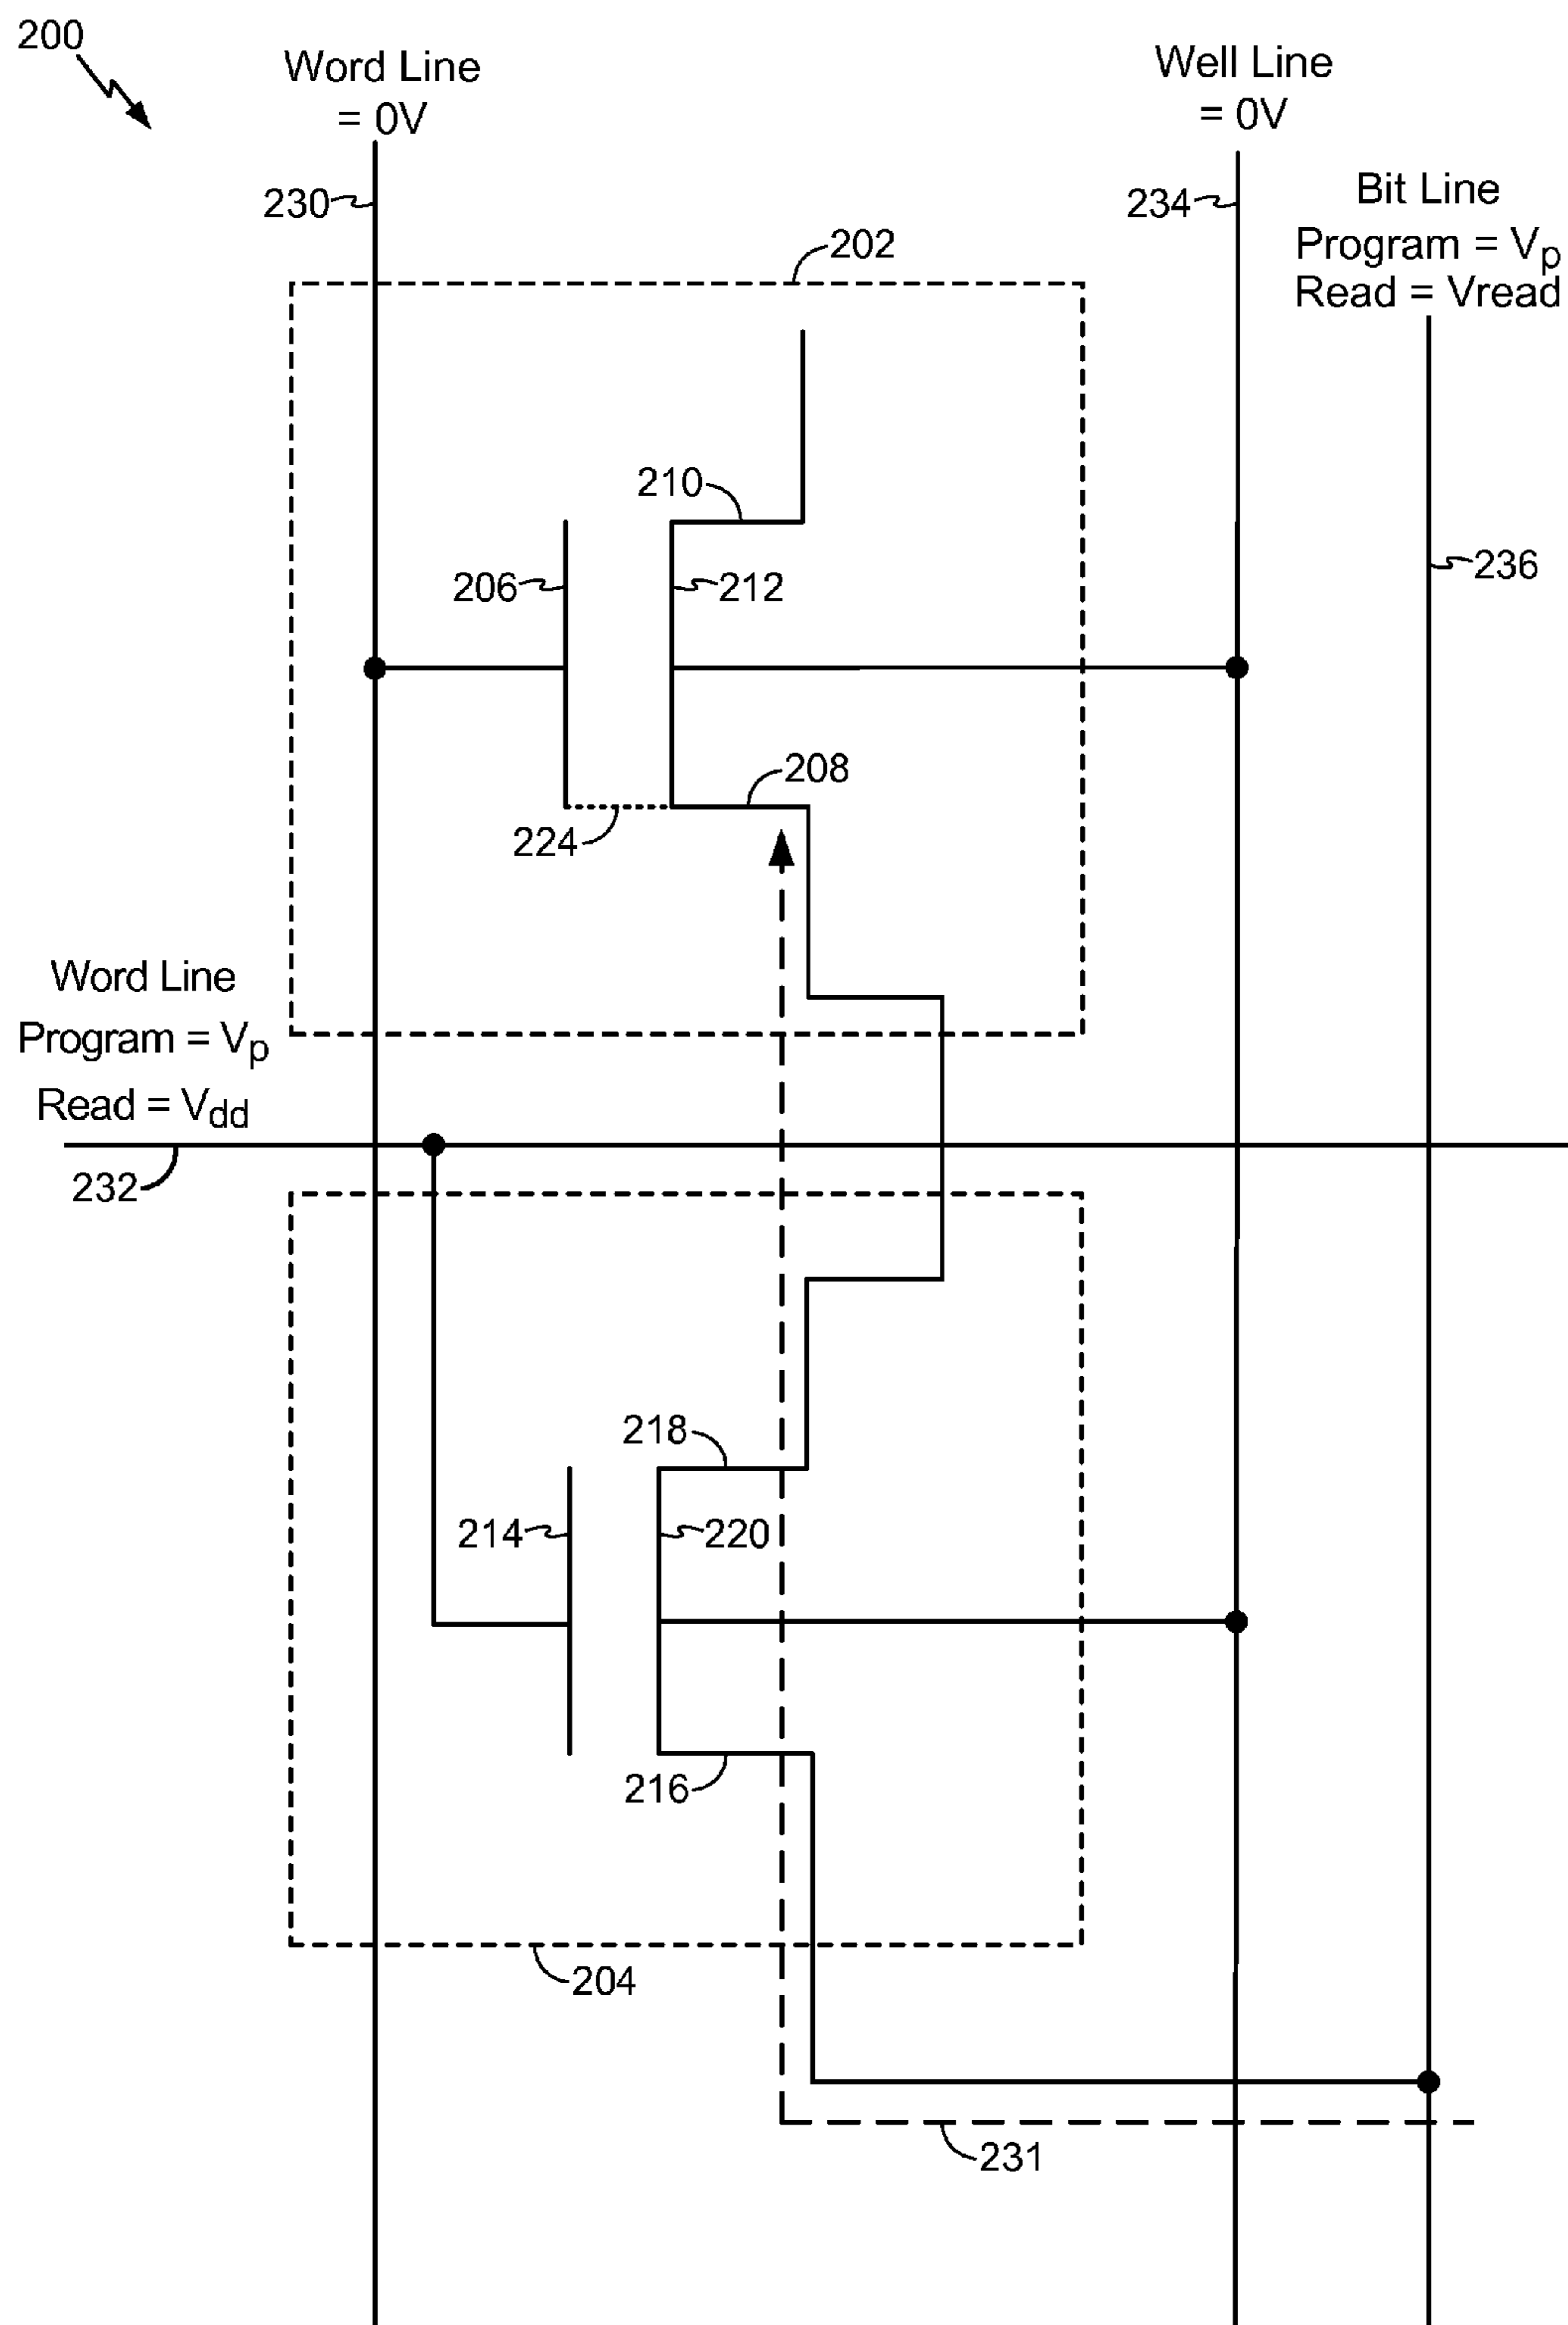 200
Word Line
= 0V
Well Line
= 0V
230
234
Bit Line
Program = Vp
Read = Vread
202
210
206
212
236
208
224
Word Line
Program = Vp
Read = Vdd
232
218
214
220
216
204
231